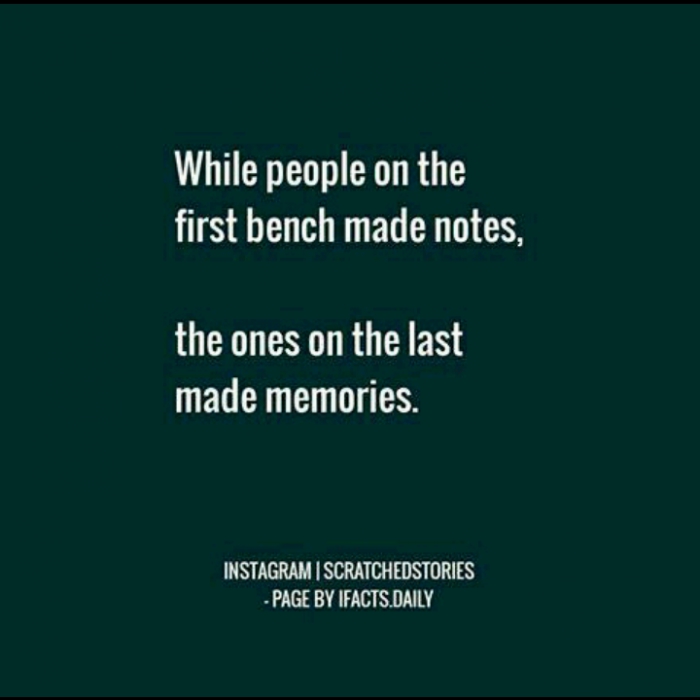 While people on the
first bench made notes,
the ones on the last
made memories.
INSTAGRAM | SCRATCHEDSTORIES
- PAGE BY IFACTS.DAILY